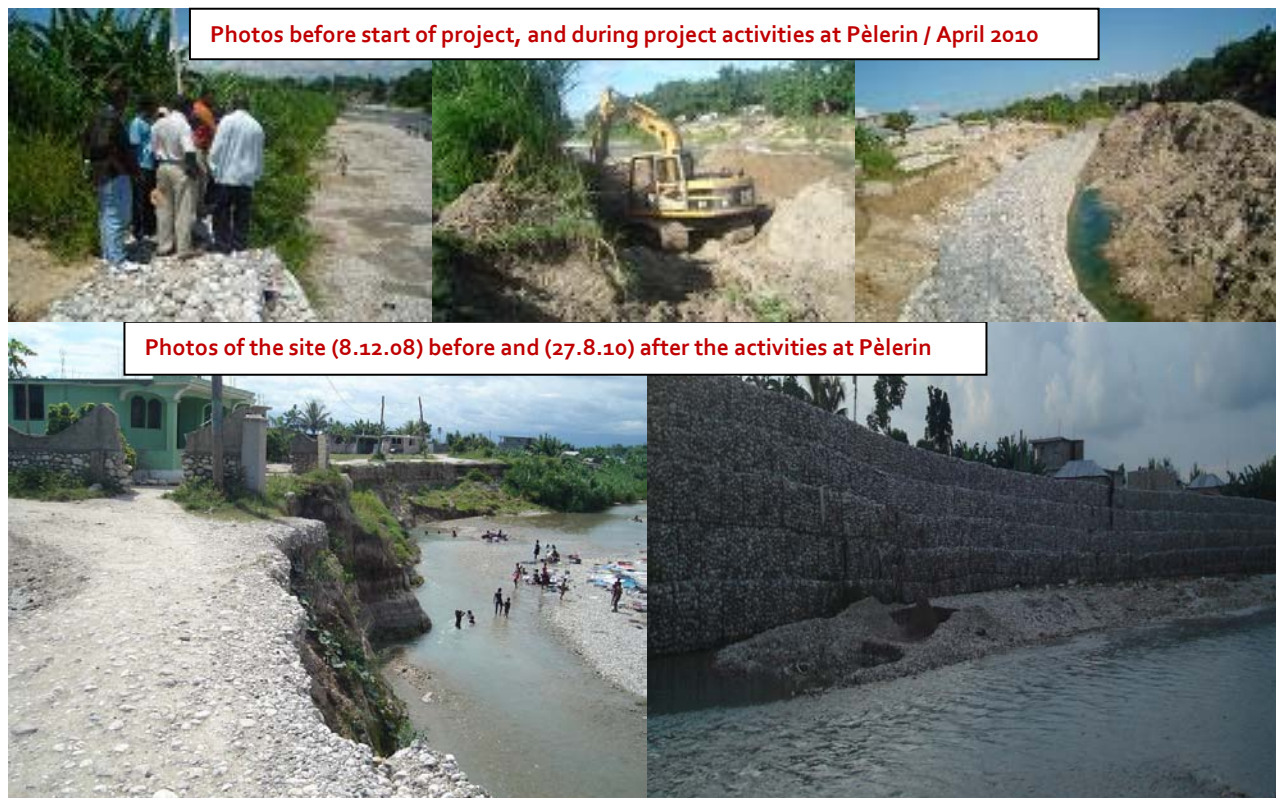 Photos before start of project, and during project activities at Pèlerin / April 2010
Photos of the site (8.12.08) before and (27.8.10) after the activities at Pèlerin